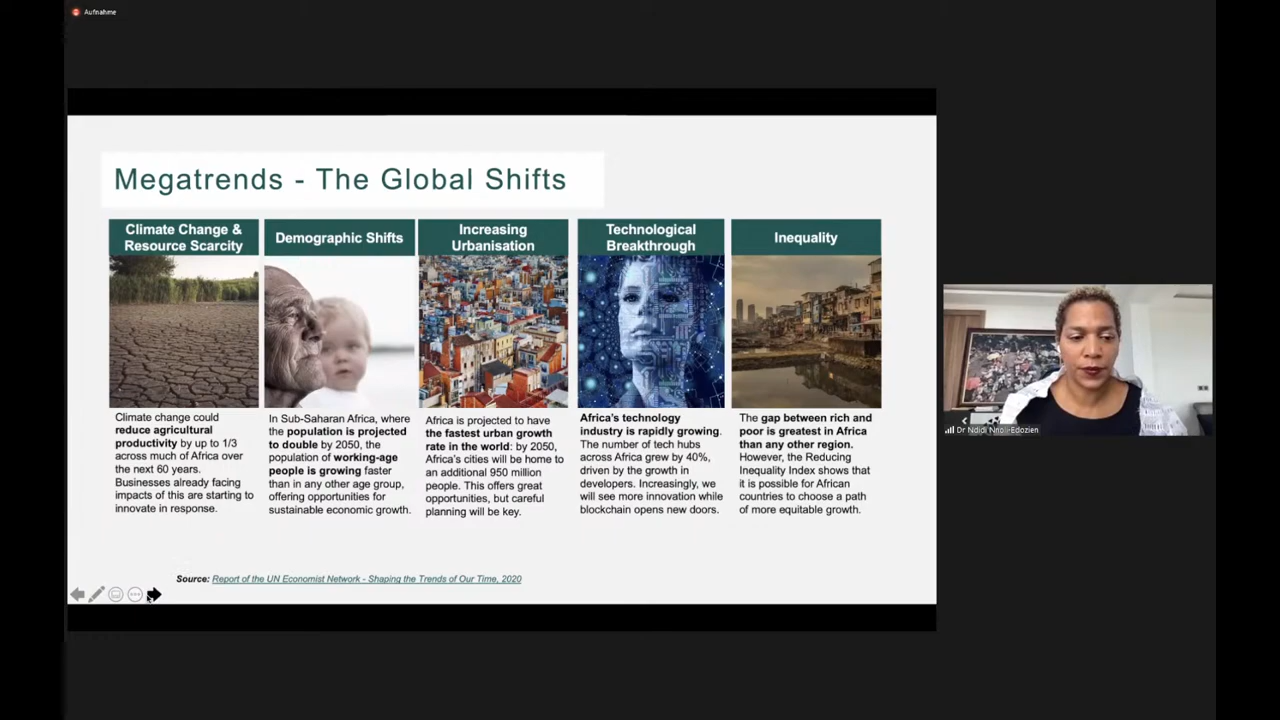 Aufnahme
Megatrends - The Global Shifts
Climate Change &
Resource Scarcity
Climate change could
reduce agricultural
productivity by up to 1/3
across much of Africa over
the next 60 years.
Businesses already facing
impacts of this are starting to
innovate in response.
Demographic Shifts
In Sub-Saharan Africa, where
the population is projected
to double by 2050, the
population of working-age
people is growing faster
than in any other age group,
offering opportunities for
sustainable economic growth.
Increasing
Urbanisation
Africa is projected to have
the fastest urban growth
rate in the world: by 2050,
Africa's cities will be home to
an additional 950 million
people. This offers great
opportunities, but careful
planning will be key.
Technological
Breakthrough
Africa's technology
industry is rapidly growing.
The number of tech hubs
across Africa grew by 40%,
driven by the growth in
developers. Increasingly, we
will see more innovation while
blockchain opens new doors.
Inequality
The gap between rich and
poor is greatest in Africa
than any other region.
However, the Reducing
Inequality Index shows that
it is possible for African
countries to choose a path
of more equitable growth.
Source: Report of the UN Economist Network - Shaping the Trends of Our Time, 2020
Dr Ndidi Nnoli-Edozien